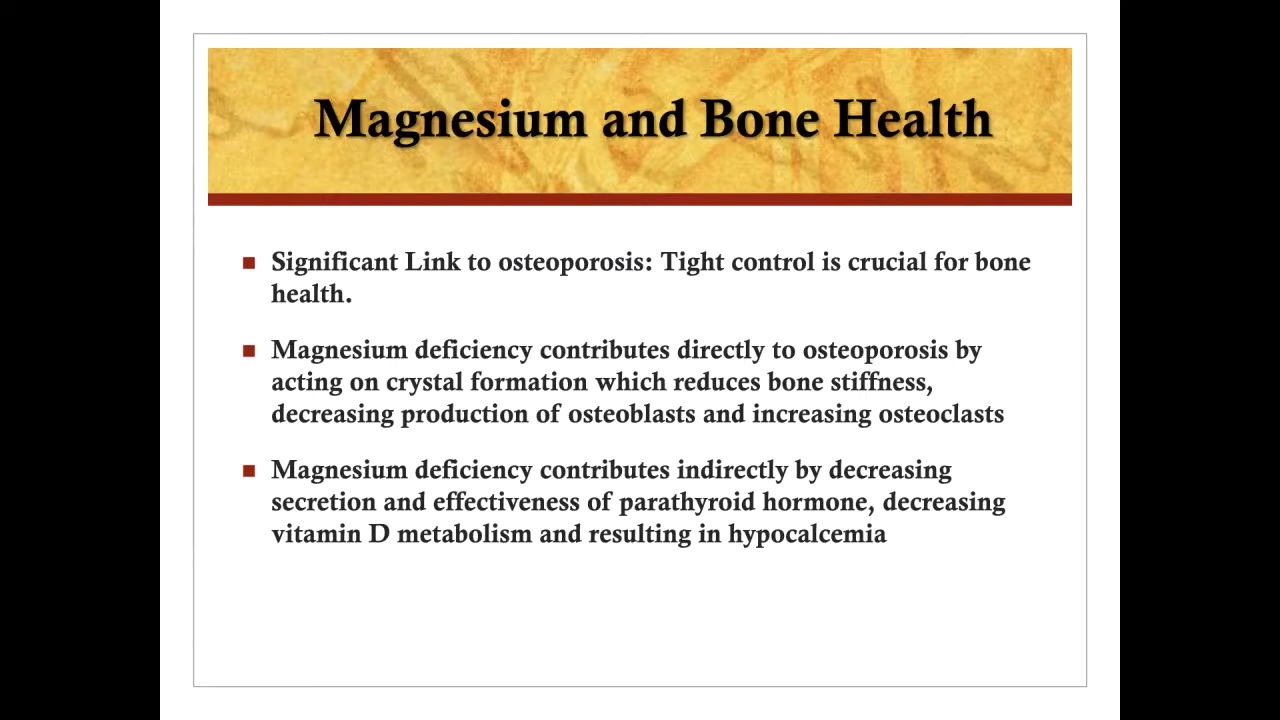 Magnesium and Bone Health
Significant Link to osteoporosis: Tight control is crucial for bone
health.
Magnesium deficiency contributes directly to osteoporosis by
acting on crystal formation which reduces bone stiffness,
decreasing production of osteoblasts and increasing osteoclasts
Magnesium deficiency contributes indirectly by decreasing
secretion and effectiveness of parathyroid hormone, decreasing
vitamin D metabolism and resulting in hypocalcemia